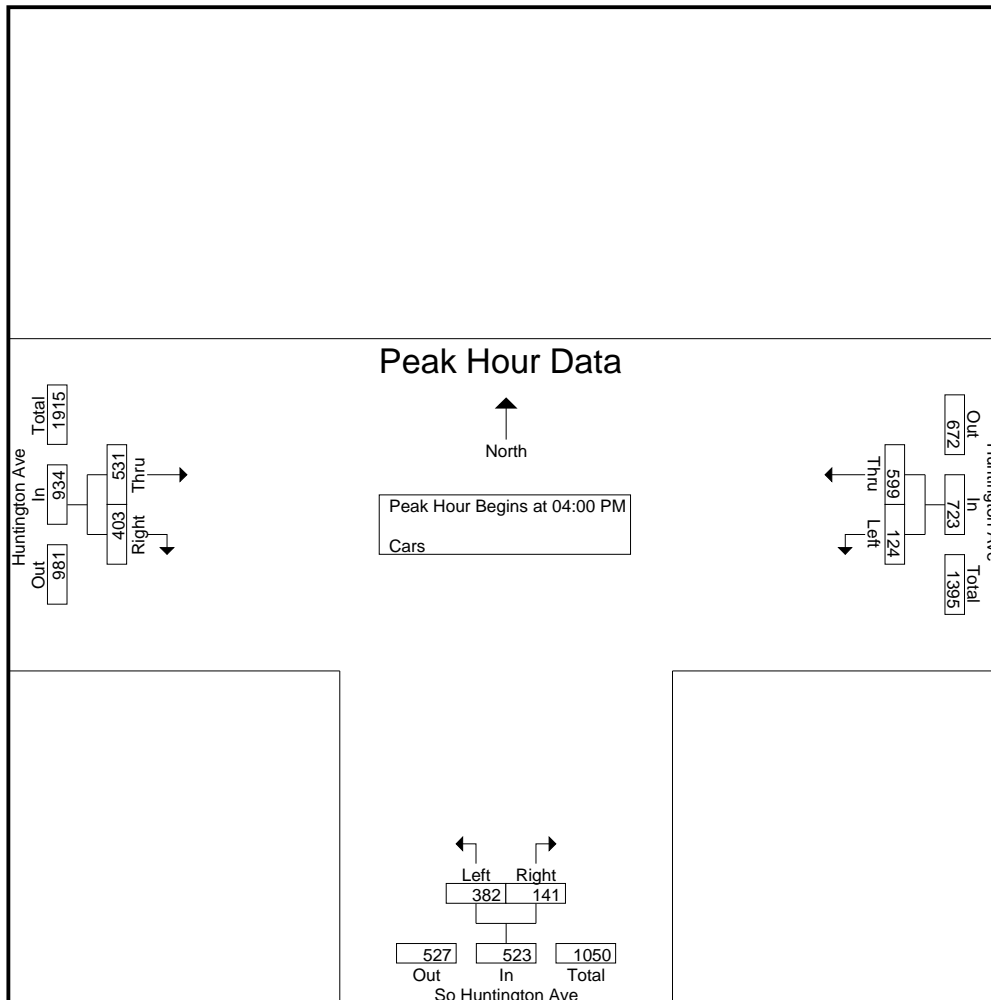 Peak Hour Data
North
Peak Hour Begins at 04:00 PM
Cars
Huntington Ave
Total
1915
In
934
Out
981
531
Thru
403
Right
Out
672
In
723
Total
1395
Huntington Ave
599
Thru
124
Left
Left
Right
382
141
527
523
1050
Out
In
Total
So Huntington Ave